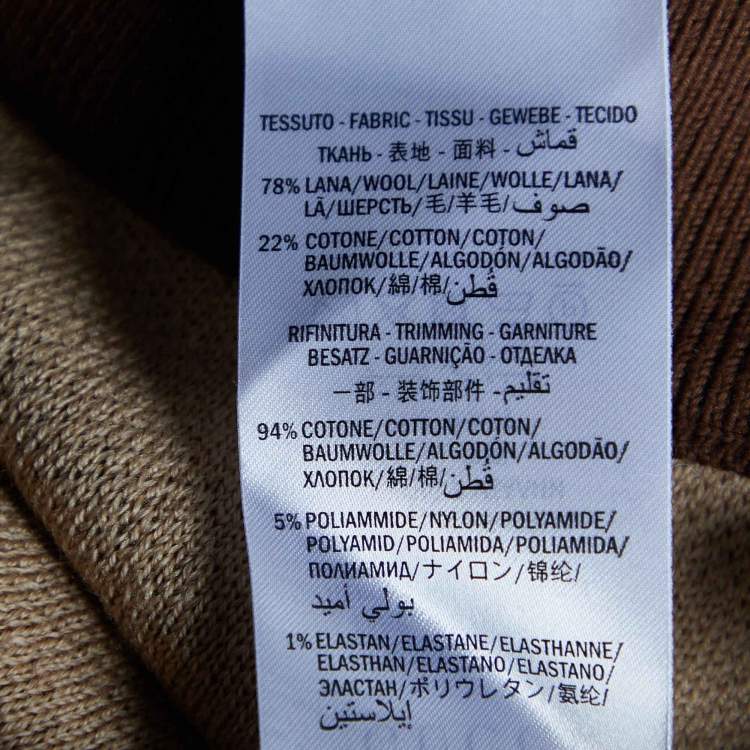 TESSUTO - FABRIC - TISSU - GEWEBE - TECIDO
ТКАНЬ - 表地 - 面料 - قماش
78% LANA/WOOL/LAINE/WOLLE/LANA/
LÃ/ШЕРСТЬ/毛/羊毛/صوف
22% COTONE/COTTON/COTON/
BAUMWOLLE/ALGODÓN/ALGODÃO/
ХЛОПОК/綿/棉/قُطن
RIFINITURA - TRIMMING - GARNITURE
BESATZ - GUARNIÇÃO - ОТДЕЛКА
一部 - 装饰部件 - تقليم
94% COTONE/COTTON/COTON/
BAUMWOLLE/ALGODÓN/ALGODÃO/
ХЛОПОК/綿/棉/قُطن
5% POLIAMMIDE/NYLON/POLYAMIDE/
POLYAMID/POLIAMIDA/POLIAMIDA/
ПОЛИАМИД/ナイロン/锦纶/
بولي أميد
1% ELASTAN/ELASTANE/ELASTHANNE/
ELASTHAN/ELASTANO/ELASTANO/
ЭЛАСТАН/ポリウレタン/氨纶/
إيلاستين